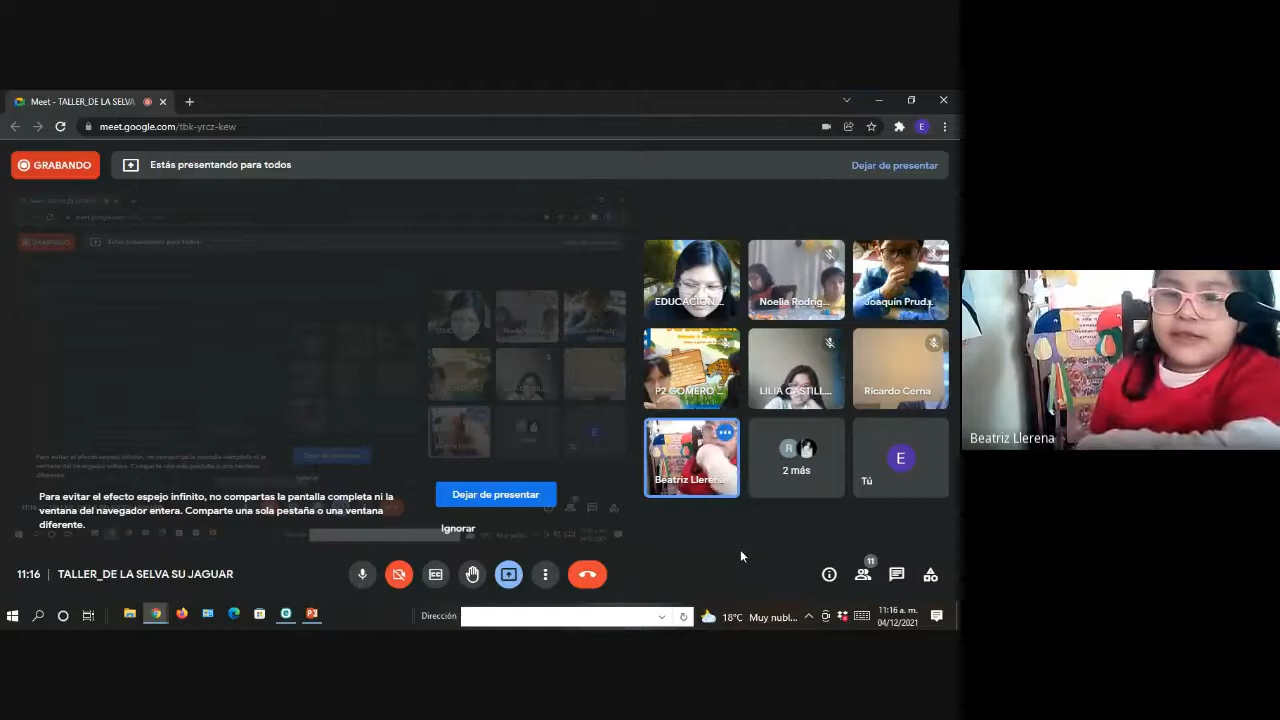 Meet - TALLER_DE LA SELVA
meet.google.com/tbk-yrcz-kew
E
GRABANDO
Estás presentando para todos
Dejar de presentar
EDUCACION...
Noelia Rodríg...
Joaquin Prud...
P2 GOMERO ...
LILIA CASTILL...
Ricardo Cerna
Beatriz Llerena
R
2 más
E
Tú
Beatriz Llerena
Para evitar el efecto espejo infinito, no compartas la pantalla completa ni la
ventana del navegador entera. Comparte una sola pestaña o una ventana
diferente.
Dejar de presentar
Ignorar
11:16 | TALLER_DE LA SELVA SU JAGUAR
11
Dirección
18°C Muy nubl...
11:16 a. m.
04/12/2021